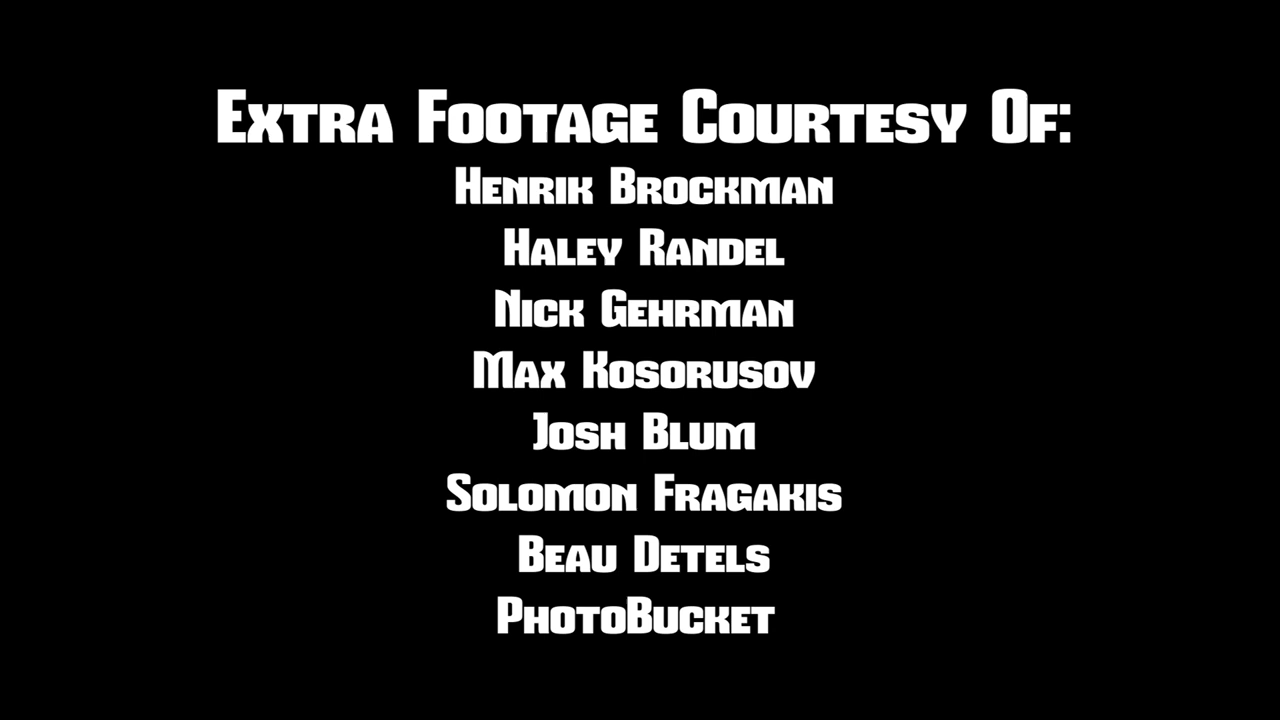 Extra Footage Courtesy Of:
Henrik Brockman
Haley Randel
Nick Gehrman
Max Kosorusov
Josh Blum
Solomon Fragakis
Beau Detels
PhotoBucket